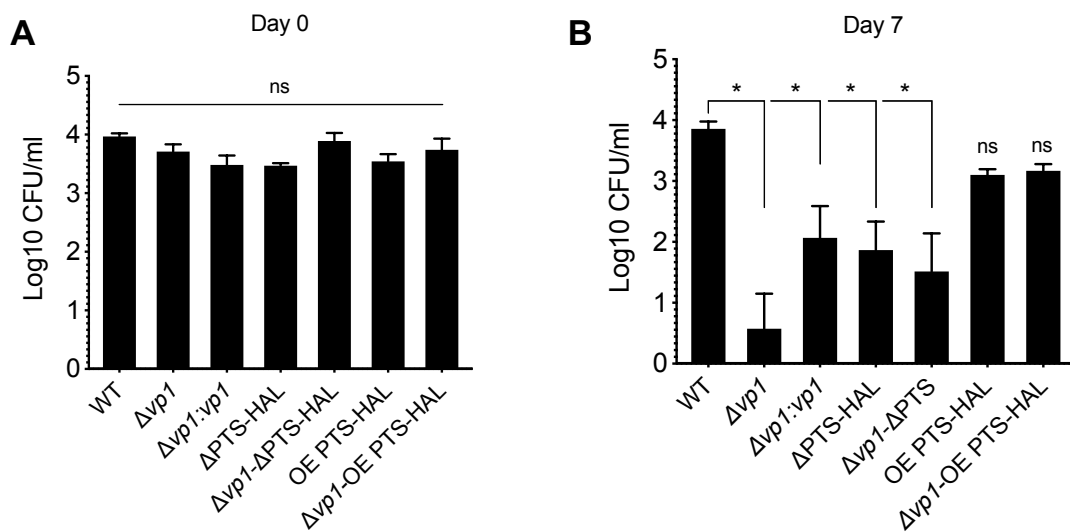 A
Day 0
Log10 CFU/ml
5
4
3
2
1
0
ns
WT
Δvp1
Δvp1:vp1
ΔPTS-HAL
Δvp1-ΔPTS-HAL
OE PTS-HAL
Δvp1-OE PTS-HAL
B
Day 7
Log10 CFU/ml
5
4
3
2
1
0
* * * *
ns ns
WT
Δvp1
Δvp1:vp1
ΔPTS-HAL
Δvp1-ΔPTS
OE PTS-HAL
Δvp1-OE PTS-HAL